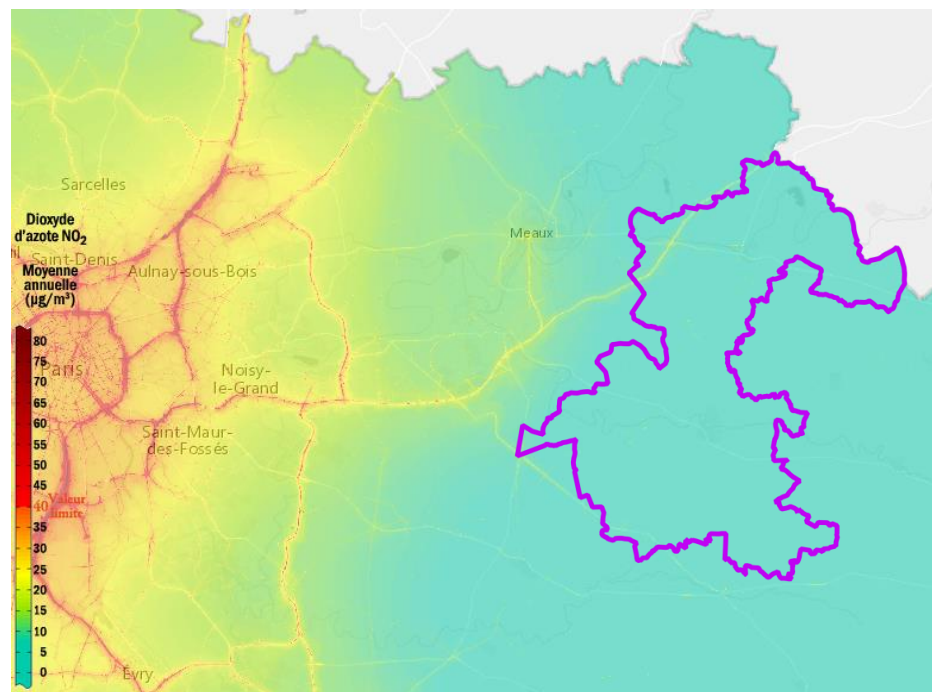 Sarcelles
Dioxyde
d'azote NO₂
Saint-Denis
Meaux
Aulnay-sous-Bois
Moyenne
annuelle
(µg/m³)
80
75
Paris
70
Noisy-
le-Grand
65
60
55
Saint-Maur-
des-Fossés
50
45
40 Valeur
limite
35
30
25
20
15
10
5
0
Évry